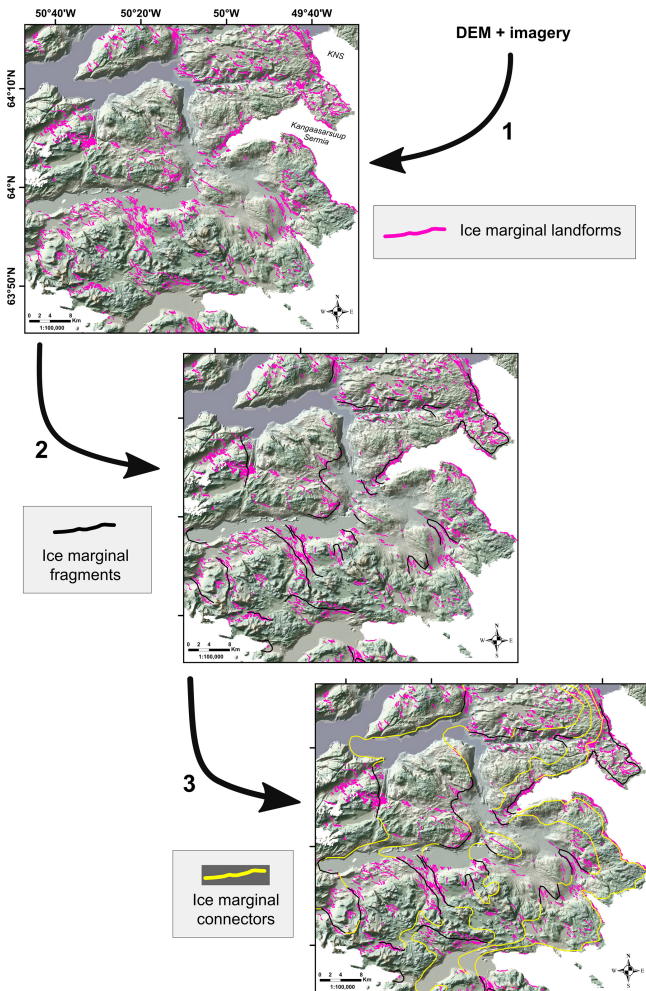 50°40'W 50°20'W 50°W 49°40'W
DEM + imagery
KNS
64°10'N
1
Kangaasarsuup
Sermia
64°N
Ice marginal landforms
63°50'N
N
W E
S
0 2 4 8
Km
1:100,000
2
Ice marginal
fragments
N
W E
S
0 2 4 8
Km
1:100,000
3
Ice marginal
connectors
N
W E
S
0 2 4 8
Km
1:100,000